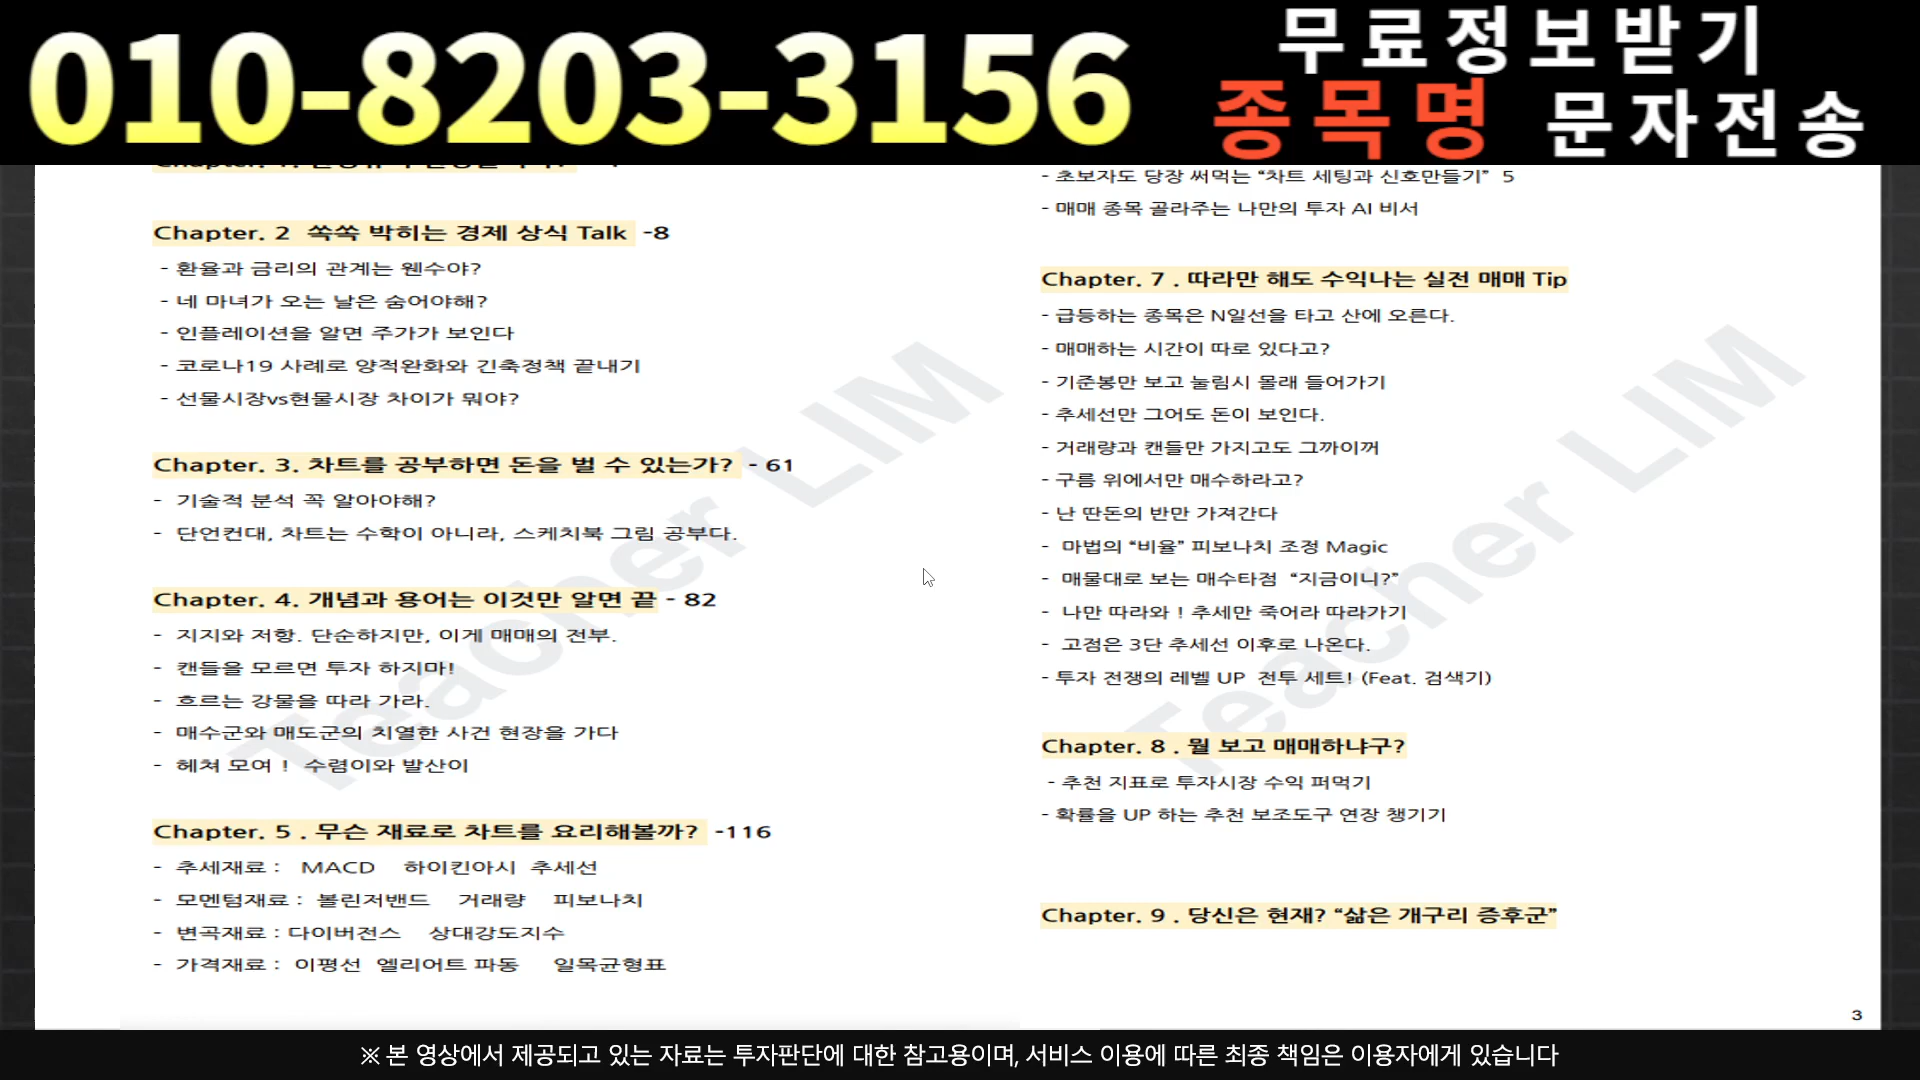 010-8203-3156
무료정보받기
종목명 문자전송
Chapter. 2 쏙쏙 박히는 경제 상식 Talk -8
- 환율과 금리의 관계는 웬수야?
- 네 마녀가 오는 날은 숨어야해?
- 인플레이션을 알면 주가가 보인다
- 코로나19 사례로 양적완화와 긴축정책 끝내기
- 선물시장vs현물시장 차이가 뭐야?
Chapter. 3. 차트를 공부하면 돈을 벌 수 있는가? - 61
- 기술적 분석 꼭 알아야해?
- 단언컨대, 차트는 수학이 아니라, 스케치북 그림 공부다.
Chapter. 4. 개념과 용어는 이것만 알면 끝 - 82
- 지지와 저항. 단순하지만, 이게 매매의 전부.
- 캔들을 모르면 투자 하지마!
- 흐르는 강물을 따라 가라.
- 매수군와 매도군의 치열한 사건 현장을 가다
- 헤쳐 모여 ! 수렴이와 발산이
Chapter. 5 . 무슨 재료로 차트를 요리해볼까? -116
- 추세재료 : MACD 하이킨아시 추세선
- 모멘텀재료 : 볼린저밴드 거래량 피보나치
- 변곡재료 : 다이버전스 상대강도지수
- 가격재료 : 이평선 엘리어트 파동 일목균형표
- 초보자도 당장 써먹는 “차트 세팅과 신호만들기” 5
- 매매 종목 골라주는 나만의 투자 AI 비서
Chapter. 7 . 따라만 해도 수익나는 실전 매매 Tip
- 급등하는 종목은 N일선을 타고 산에 오른다.
- 매매하는 시간이 따로 있다고?
- 기준봉만 보고 눌림시 몰래 들어가기
- 추세선만 그어도 돈이 보인다.
- 거래량과 캔들만 가지고도 그까이꺼
- 구름 위에서만 매수하라고?
- 난 딴돈의 반만 가져간다
- 마법의 “비율” 피보나치 조정 Magic
- 매물대로 보는 매수타점 “지금이니?”
- 나만 따라와 ! 추세만 죽어라 따라가기
- 고점은 3단 추세선 이후로 나온다.
- 투자 전쟁의 레벨 UP 전투 세트! (Feat. 검색기)
Chapter. 8 . 뭘 보고 매매하냐구?
- 추천 지표로 투자시장 수익 퍼먹기
- 확률을 UP 하는 추천 보조도구 연장 챙기기
Chapter. 9 . 당신은 현재? “삶은 개구리 증후군”
3
Teacher LIM
Teacher LIM
※ 본 영상에서 제공되고 있는 자료는 투자판단에 대한 참고용이며, 서비스 이용에 따른 최종 책임은 이용자에게 있습니다